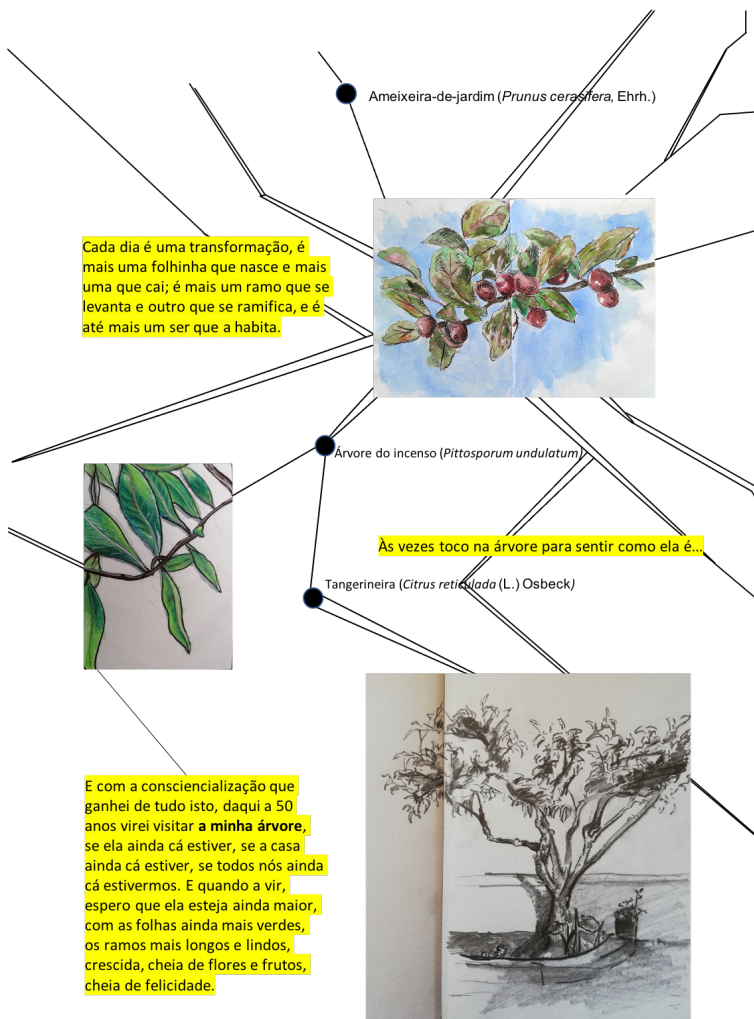 Ameixeira-de-jardim (Prunus cerasifera, Ehrh.)
Cada dia é uma transformação, é
mais uma folhinha que nasce e mais
uma que cai; é mais um ramo que se
levanta e outro que se ramifica, e é
até mais um ser que a habita.
Árvore do incenso (Pittosporum undulatum)
Às vezes toco na árvore para sentir como ela é...
Tangerineira (Citrus reticulada (L.) Osbeck)
E com a consciencialização que
ganhei de tudo isto, daqui a 50
anos virei visitar a minha árvore,
se ela ainda cá estiver, se a casa
ainda cá estiver, se todos nós ainda
cá estivermos. E quando a vir,
espero que ela esteja ainda maior,
com as folhas ainda mais verdes,
os ramos mais longos e lindos,
crescida, cheia de flores e frutos,
cheia de felicidade.